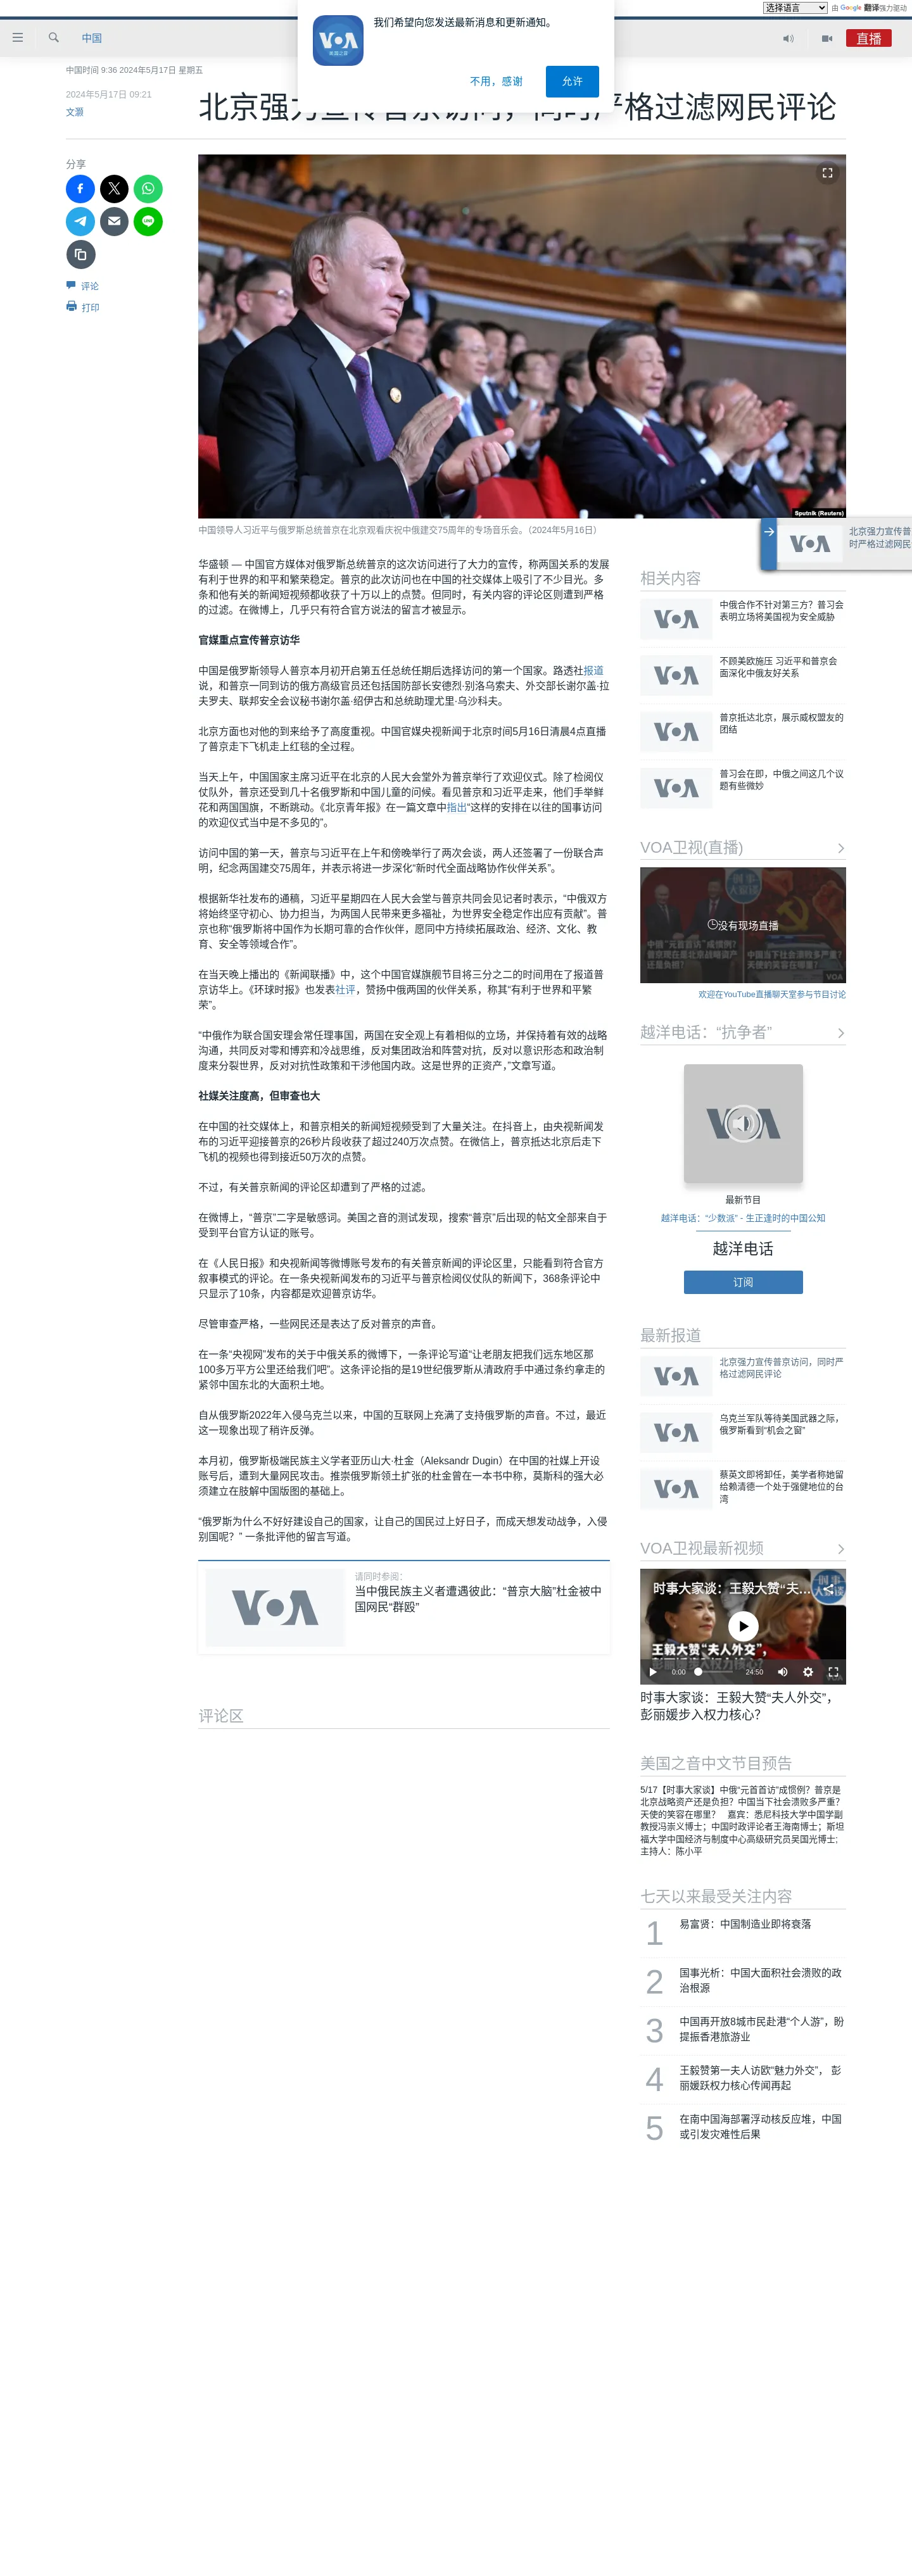 选择语言
由 Google 翻译强力驱动
我们希望向您发送最新消息和更新通知。
VOA
美国之音
不用，感谢
允许
中国
直播
中国时间 9:36 2024年5月17日 星期五
2024年5月17日 09:21
文灏
严格过滤网民评论
分享
评论
打印
Sputnik (Reuters)
中国领导人习近平与俄罗斯总统普京在北京观看庆祝中俄建交75周年的专场音乐会。（2024年5月16日）
华盛顿 — 中国官方媒体对俄罗斯总统普京的这次访问进行了大力的宣传，称两国关系的发展
有利于世界的和平和繁荣稳定。普京的此次访问也在中国的社交媒体上吸引了不少目光。多
条和他有关的新闻短视频都收获了十万以上的点赞。但同时，有关内容的评论区则遭到严格
的过滤。在微博上，几乎只有符合官方说法的留言才被显示。
官媒重点宣传普京访华
中国是俄罗斯领导人普京本月初开启第五任总统任期后选择访问的第一个国家。路透社报道
说，和普京一同到访的俄方高级官员还包括国防部长安德烈·别洛乌索夫、外交部长谢尔盖·拉
夫罗夫、联邦安全会议秘书谢尔盖·绍伊古和总统助理尤里·乌沙科夫。
北京方面也对他的到来给予了高度重视。中国官媒央视新闻于北京时间5月16日清晨4点直播
了普京走下飞机走上红毯的全过程。
当天上午，中国国家主席习近平在北京的人民大会堂外为普京举行了欢迎仪式。除了检阅仪
仗队外，普京还受到几十名俄罗斯和中国儿童的问候。看见普京和习近平走来，他们手举鲜
花和两国国旗，不断跳动。《北京青年报》在一篇文章中指出“这样的安排在以往的国事访问
的欢迎仪式当中是不多见的”。
访问中国的第一天，普京与习近平在上午和傍晚举行了两次会谈，两人还签署了一份联合声
明，纪念两国建交75周年，并表示将进一步深化“新时代全面战略协作伙伴关系”。
根据新华社发布的通稿，习近平星期四在人民大会堂与普京共同会见记者时表示，“中俄双方
将始终坚守初心、协力担当，为两国人民带来更多福祉，为世界安全稳定作出应有贡献”。普
京也称“俄罗斯将中国作为长期可靠的合作伙伴，愿同中方持续拓展政治、经济、文化、教
育、安全等领域合作”。
在当天晚上播出的《新闻联播》中，这个中国官媒旗舰节目将三分之二的时间用在了报道普
京访华上。《环球时报》也发表社评，赞扬中俄两国的伙伴关系，称其“有利于世界和平繁
荣”。
“中俄作为联合国安理会常任理事国，两国在安全观上有着相似的立场，并保持着有效的战略
沟通，共同反对零和博弈和冷战思维，反对集团政治和阵营对抗，反对以意识形态和政治制
度来分裂世界，反对对抗性政策和干涉他国内政。这是世界的正资产，”文章写道。
社媒关注度高，但审查也大
在中国的社交媒体上，和普京相关的新闻短视频受到了大量关注。在抖音上，由央视新闻发
布的习近平迎接普京的26秒片段收获了超过240万次点赞。在微信上，普京抵达北京后走下
飞机的视频也得到接近50万次的点赞。
不过，有关普京新闻的评论区却遭到了严格的过滤。
在微博上，“普京”二字是敏感词。美国之音的测试发现，搜索“普京”后出现的帖文全部来自于
受到平台官方认证的账号。
在《人民日报》和央视新闻等微博账号发布的有关普京新闻的评论区里，只能看到符合官方
叙事模式的评论。在一条央视新闻发布的习近平与普京检阅仪仗队的新闻下，368条评论中
只显示了10条，内容都是欢迎普京访华。
尽管审查严格，一些网民还是表达了反对普京的声音。
在一条“央视网”发布的关于中俄关系的微博下，一条评论写道“让老朋友把我们远东地区那
100多万平方公里还给我们吧”。这条评论指的是19世纪俄罗斯从清政府手中通过条约拿走的
紧邻中国东北的大面积土地。
自从俄罗斯2022年入侵乌克兰以来，中国的互联网上充满了支持俄罗斯的声音。不过，最近
这一现象出现了稍许反弹。
本月初，俄罗斯极端民族主义学者亚历山大·杜金（Aleksandr Dugin）在中国的社媒上开设
账号后，遭到大量网民攻击。推崇俄罗斯领土扩张的杜金曾在一本书中称，莫斯科的强大必
须建立在肢解中国版图的基础上。
“俄罗斯为什么不好好建设自己的国家，让自己的国民过上好日子，而成天想发动战争，入侵
别国呢？” 一条批评他的留言写道。
请同时参阅：
当中俄民族主义者遭遇彼此：“普京大脑”杜金被中
国网民“群殴”
评论区
北京强力宣传普
时严格过滤网民
相关内容
中俄合作不针对第三方？普习会
表明立场将美国视为安全威胁
不顾美欧施压 习近平和普京会
面深化中俄友好关系
普京抵达北京，展示威权盟友的
团结
普习会在即，中俄之间这几个议
题有些微妙
VOA卫视(直播)
没有现场直播
欢迎在YouTube直播聊天室参与节目讨论
越洋电话：“抗争者”
最新节目
越洋电话：“少数派” - 生正逢时的中国公知
越洋电话
订阅
最新报道
北京强力宣传普京访问，同时严
格过滤网民评论
乌克兰军队等待美国武器之际，
俄罗斯看到“机会之窗”
蔡英文即将卸任，美学者称她留
给赖清德一个处于强健地位的台
湾
VOA卫视最新视频
时事大家谈：王毅大赞“夫...
王毅大赞“夫人外交”，
0:00
24:50
时事大家谈：王毅大赞“夫人外交”，
彭丽媛步入权力核心？
美国之音中文节目预告
5/17【时事大家谈】中俄“元首首访”成惯例？普京是
北京战略资产还是负担？中国当下社会溃败多严重？
天使的笑容在哪里？ 嘉宾：悉尼科技大学中国学副
教授冯崇义博士；中国时政评论者王海南博士；斯坦
福大学中国经济与制度中心高级研究员吴国光博士;
主持人：陈小平
七天以来最受关注内容
1 易富贤：中国制造业即将衰落
2 国事光析：中国大面积社会溃败的政
治根源
3 中国再开放8城市民赴港“个人游”，盼
提振香港旅游业
4 王毅赞第一夫人访欧“魅力外交”， 彭
丽媛跃权力核心传闻再起
5 在南中国海部署浮动核反应堆，中国
或引发灾难性后果